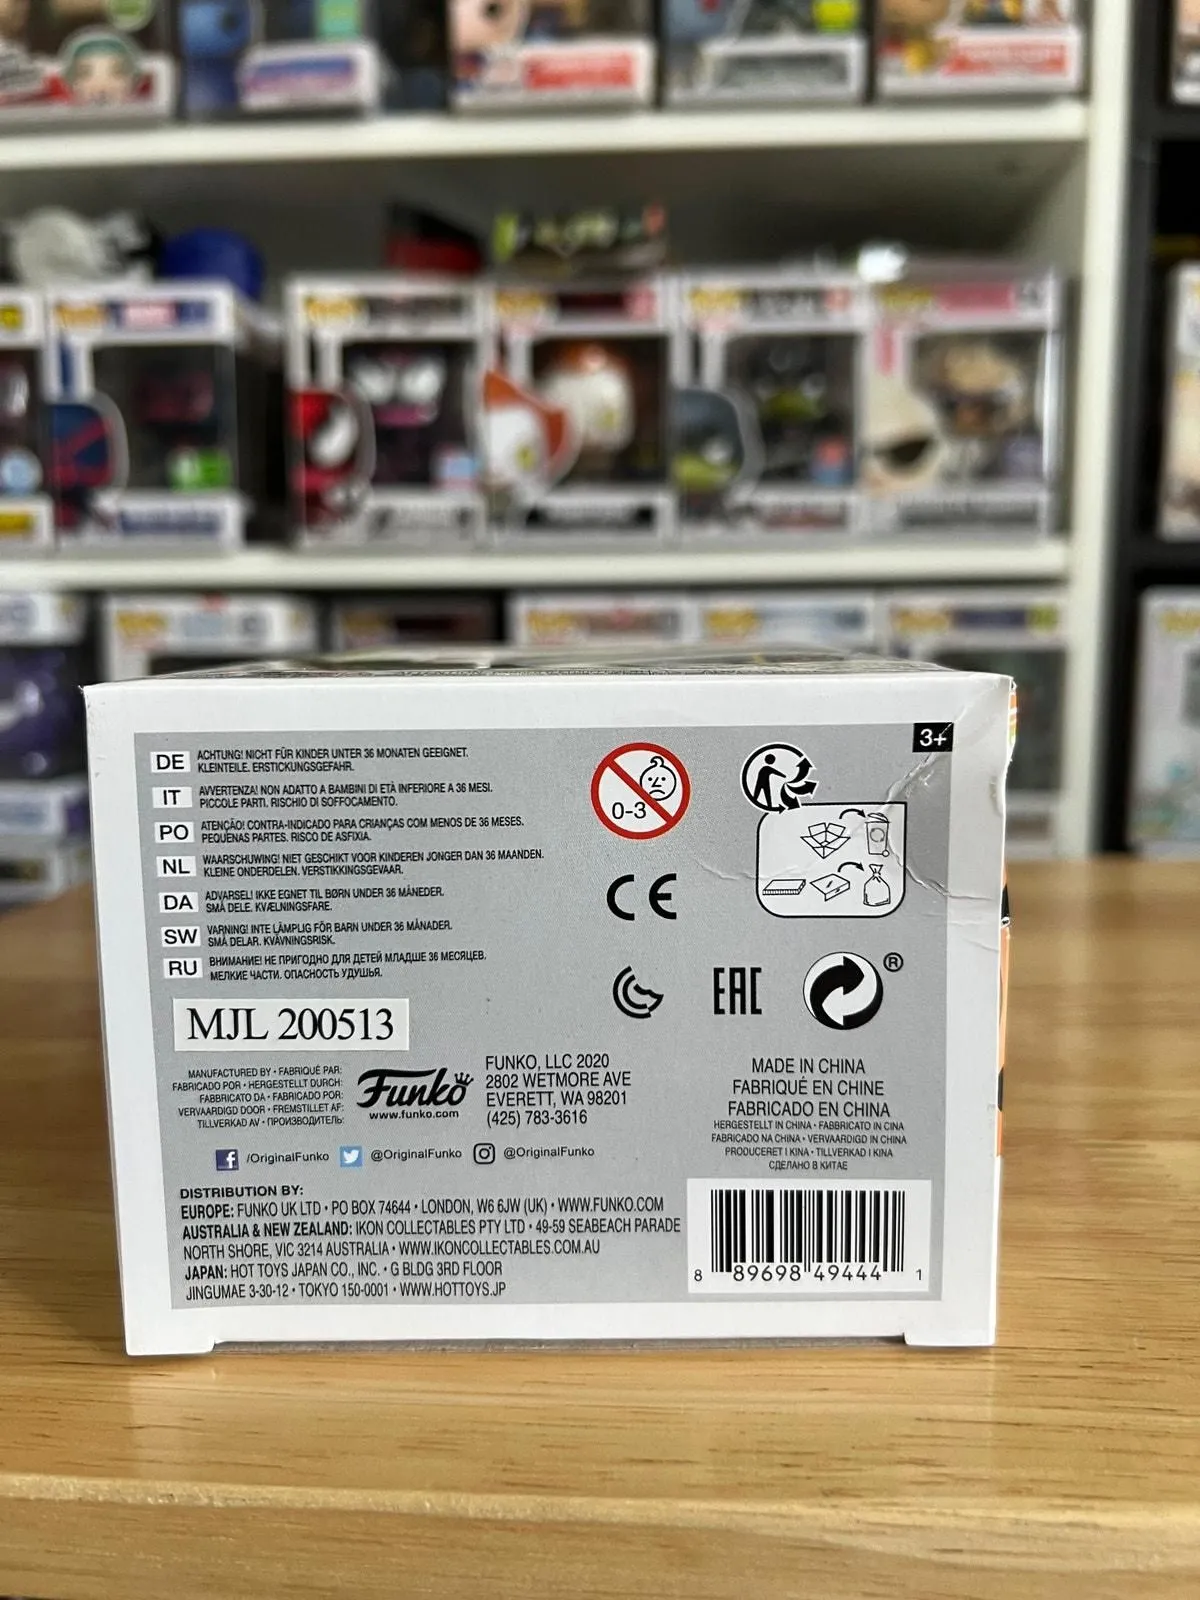 3+
DE ACHTUNG! NICHT FÜR KINDER UNTER 36 MONATEN GEEIGNET.
KLEINTEILE. ERSTICKUNGSGEFAHR.
IT AVVERTENZA! NON ADATTO A BAMBINI DI ETÀ INFERIORE A 36 MESI.
PICCOLE PARTI. RISCHIO DI SOFFOCAMENTO.
PO ATENÇÃO! CONTRA-INDICADO PARA CRIANÇAS COM MENOS DE 36 MESES.
PEQUENAS PARTES. RISCO DE ASFIXIA.
NL WAARSCHUWING! NIET GESCHIKT VOOR KINDEREN JONGER DAN 36 MAANDEN.
KLEINE ONDERDELEN. VERSTIKKINGSGEVAAR.
DA ADVARSEL! IKKE EGNET TIL BØRN UNDER 36 MÅNEDER.
SMÅ DELE. KVÆLNINGSFARE.
SW VARNING! INTE LÄMPLIG FÖR BARN UNDER 36 MÅNADER.
SMÅ DELAR. KVÄVNINGSRISK.
RU ВНИМАНИЕ! НЕ ПРИГОДНО ДЛЯ ДЕТЕЙ МЛАДШЕ 36 МЕСЯЦЕВ.
МЕЛКИЕ ЧАСТИ. ОПАСНОСТЬ УДУШЬЯ.
0-3
CE
EAC
®
MJL 200513
MANUFACTURED BY • FABRIQUÉ PAR:
FABRICADO POR • HERGESTELLT DURCH:
FABBRICATO DA • FABRICADO POR:
VERVAARDIGD DOOR • FREMSTILLET AF:
TILLVERKAD AV • ПРОИЗВОДИТЕЛЬ:
Funko
www.funko.com
FUNKO, LLC 2020
2802 WETMORE AVE
EVERETT, WA 98201
(425) 783-3616
MADE IN CHINA
FABRIQUÉ EN CHINE
FABRICADO EN CHINA
HERGESTELLT IN CHINA • FABBRICATO IN CINA
FABRICADO NA CHINA • VERVAARDIGD IN CHINA
PRODUCERET I KINA • TILLVERKAD I KINA
СДЕЛАНО В КИТАЕ
f /OriginalFunko @OriginalFunko @OriginalFunko
DISTRIBUTION BY:
EUROPE: FUNKO UK LTD • PO BOX 74644 • LONDON, W6 6JW (UK) • WWW.FUNKO.COM
AUSTRALIA & NEW ZEALAND: IKON COLLECTABLES PTY LTD • 49-59 SEABEACH PARADE
NORTH SHORE, VIC 3214 AUSTRALIA • WWW.IKONCOLLECTABLES.COM.AU
JAPAN: HOT TOYS JAPAN CO., INC. • G BLDG 3RD FLOOR
JINGUMAE 3-30-12 • TOKYO 150-0001 • WWW.HOTTOYS.JP
8 89698 49444 1